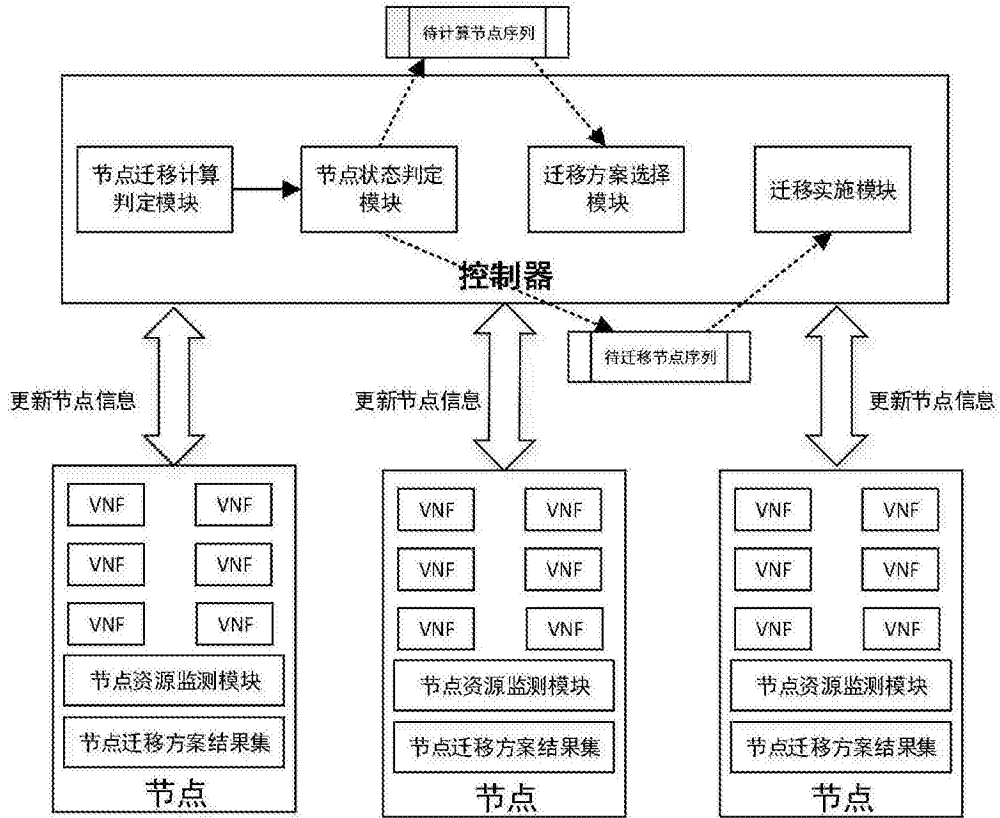 待计算节点序列
节点迁移计算
判定模块
节点状态判定
模块
迁移方案选择
模块
迁移实施模块
控制器
待迁移节点序列
更新节点信息
更新节点信息
更新节点信息
VNF VNF
VNF VNF
VNF VNF
节点资源监测模块
节点迁移方案结果集
节点
VNF VNF
VNF VNF
VNF VNF
节点资源监测模块
节点迁移方案结果集
节点
VNF VNF
VNF VNF
VNF VNF
节点资源监测模块
节点迁移方案结果集
节点